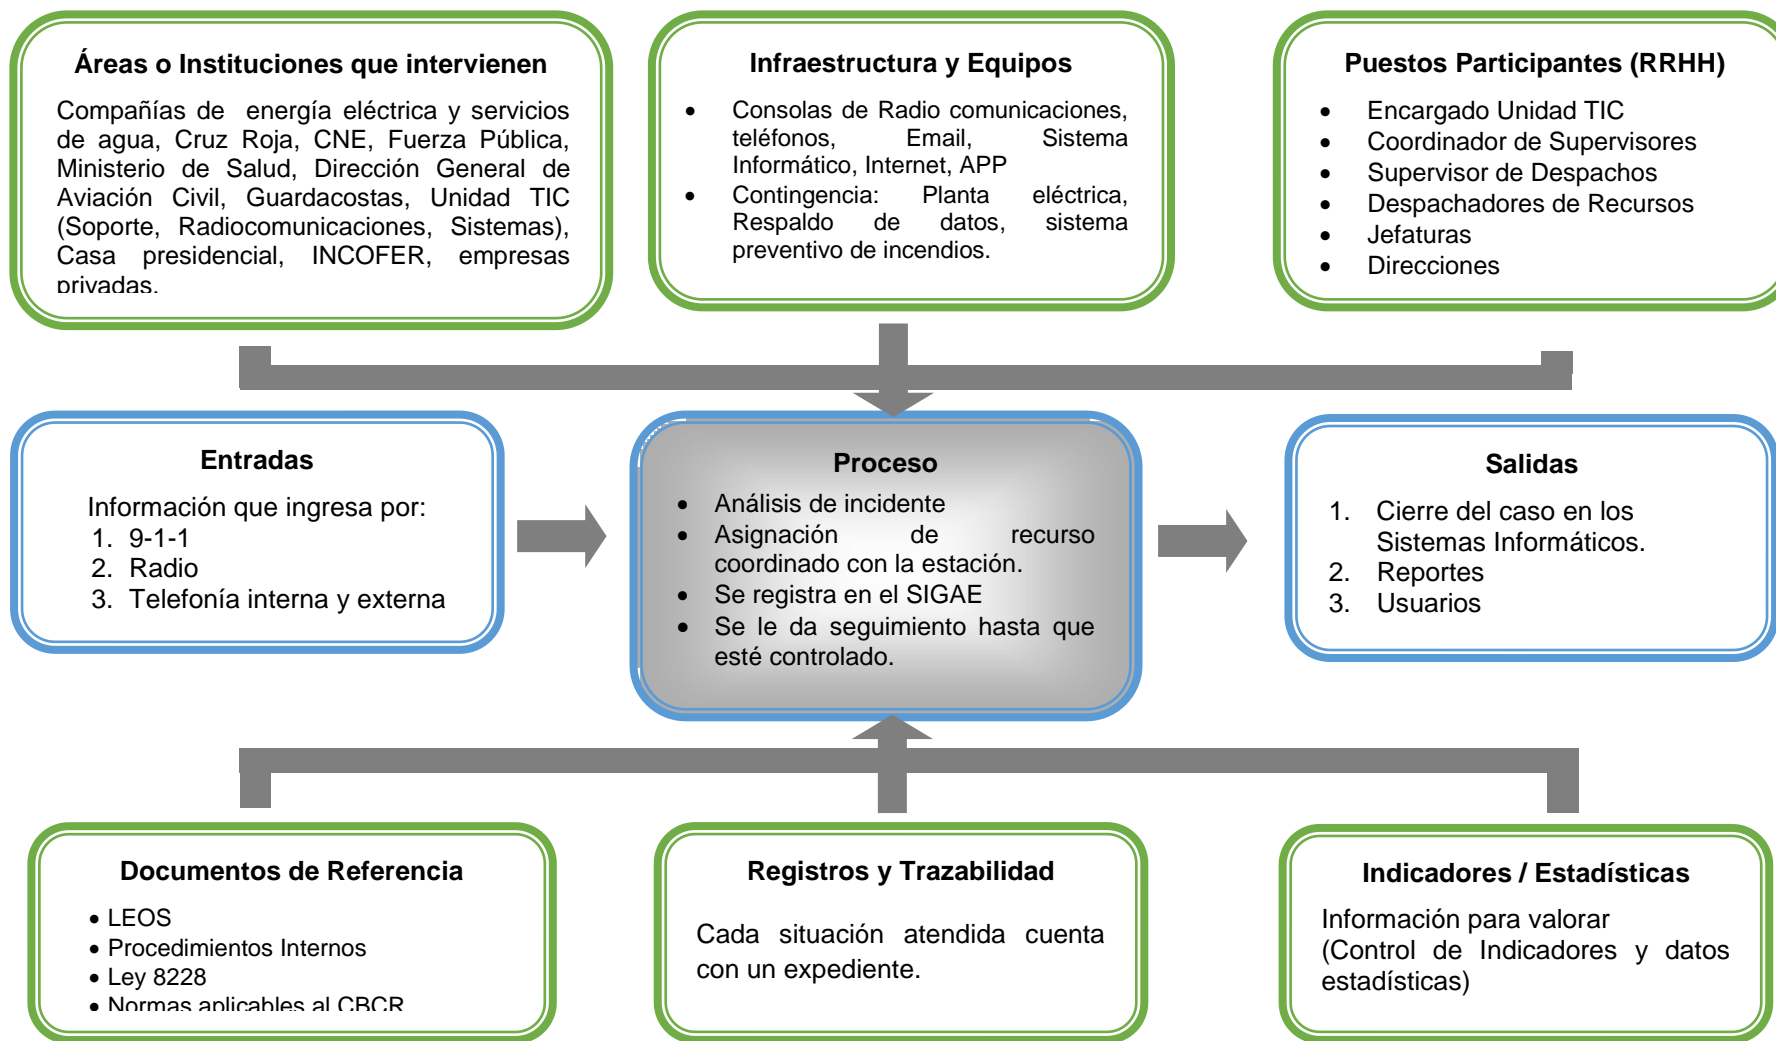 Áreas o Instituciones que intervienen
Compañías de energía eléctrica y servicios
de agua, Cruz Roja, CNE, Fuerza Pública,
Ministerio de Salud, Dirección General de
Aviación Civil, Guardacostas, Unidad TIC
(Soporte, Radiocomunicaciones, Sistemas),
Casa presidencial, INCOFER, empresas
privadas.
Infraestructura y Equipos
• Consolas de Radio comunicaciones,
teléfonos, Email, Sistema
Informático, Internet, APP
• Contingencia: Planta eléctrica,
Respaldo de datos, sistema
preventivo de incendios.
Puestos Participantes (RRHH)
• Encargado Unidad TIC
• Coordinador de Supervisores
• Supervisor de Despachos
• Despachadores de Recursos
• Jefaturas
• Direcciones
Entradas
Información que ingresa por:
1. 9-1-1
2. Radio
3. Telefonía interna y externa
Proceso
• Análisis de incidente
• Asignación de recurso
coordinado con la estación.
• Se registra en el SIGAE
• Se le da seguimiento hasta que
esté controlado.
Salidas
1. Cierre del caso en los
Sistemas Informáticos.
2. Reportes
3. Usuarios
Documentos de Referencia
• LEOS
• Procedimientos Internos
• Ley 8228
• Normas aplicables al CBCR
Registros y Trazabilidad
Cada situación atendida cuenta
con un expediente.
Indicadores / Estadísticas
Información para valorar
(Control de Indicadores y datos
estadísticas)